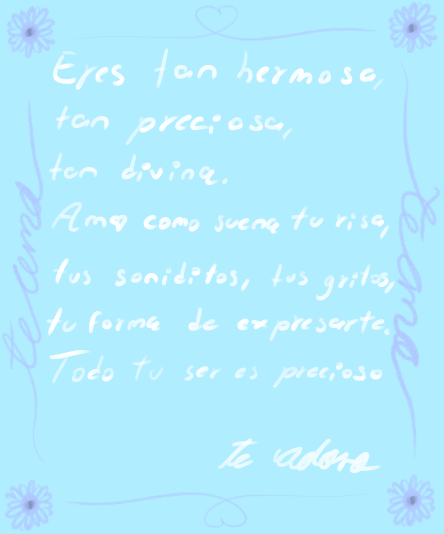 Eres tan hermosa,
tan preciosa,
tan divina.
Amo como suena tu risa,
tus soniditos, tus gritos,
tu forma de expresarte.
Todo tu ser es precioso
te adoro
te amo
te amo